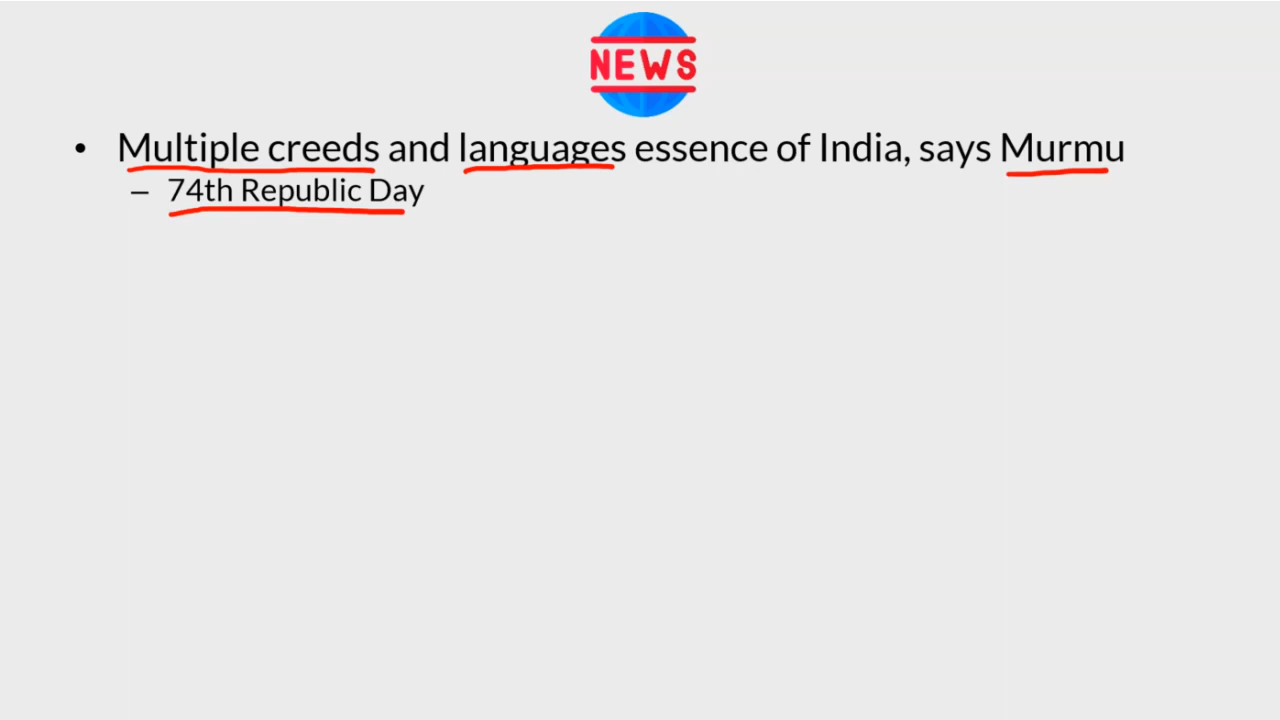 NEWS
• Multiple creeds and languages essence of India, says Murmu
– 74th Republic Day